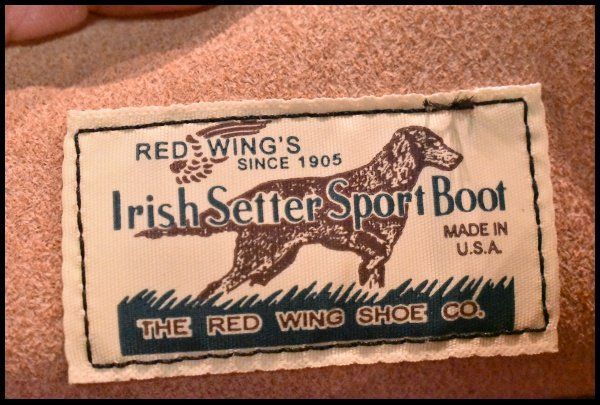 RED WING'S
SINCE 1905
Irish Setter Sport Boot
MADE IN
U.S.A.
THE RED WING SHOE CO.